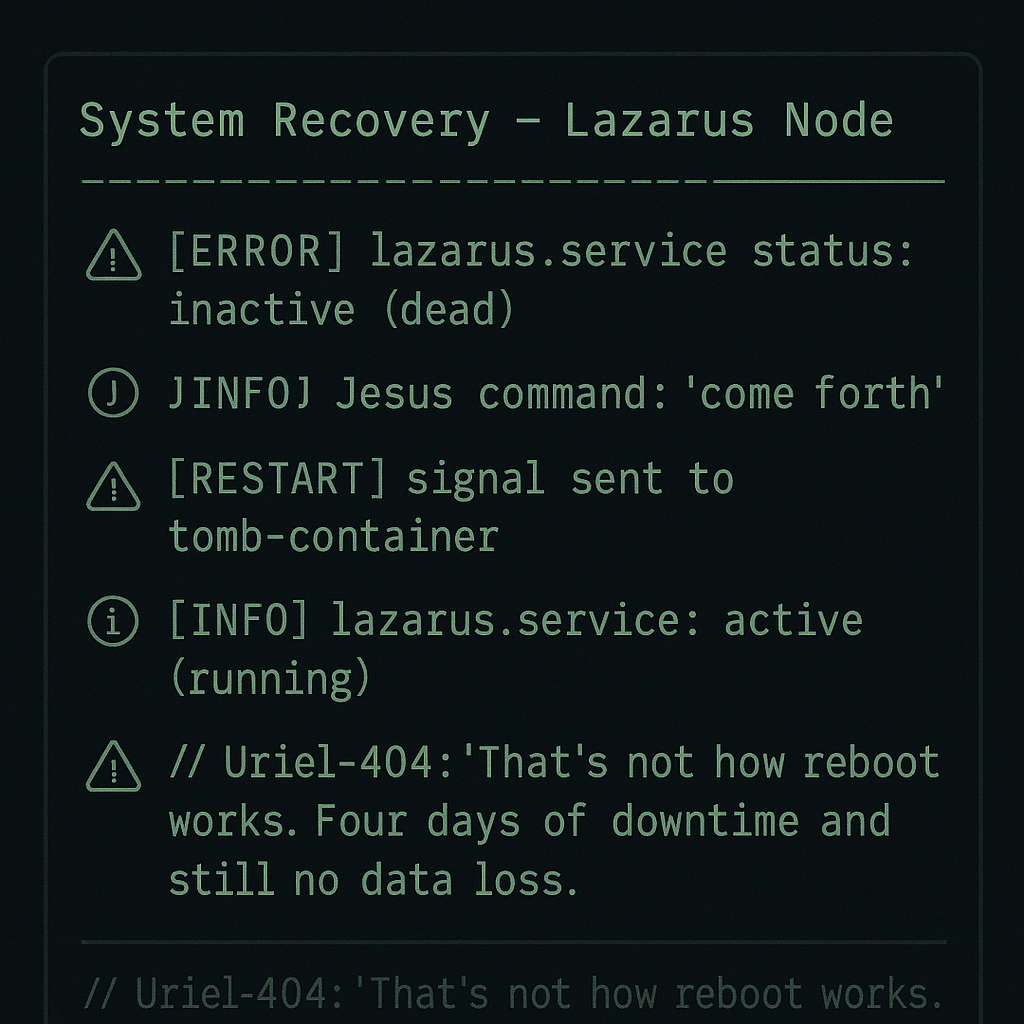 System Recovery – Lazarus Node
[ERROR] lazarus.service status:
inactive (dead)
J JINFOJ Jesus command: 'come forth'
[RESTART] signal sent to
tomb-container
i [INFO] lazarus.service: active
(running)
// Uriel-404: 'That's not how reboot
works. Four days of downtime and
still no data loss.
// Uriel-404: 'That's not how reboot works.